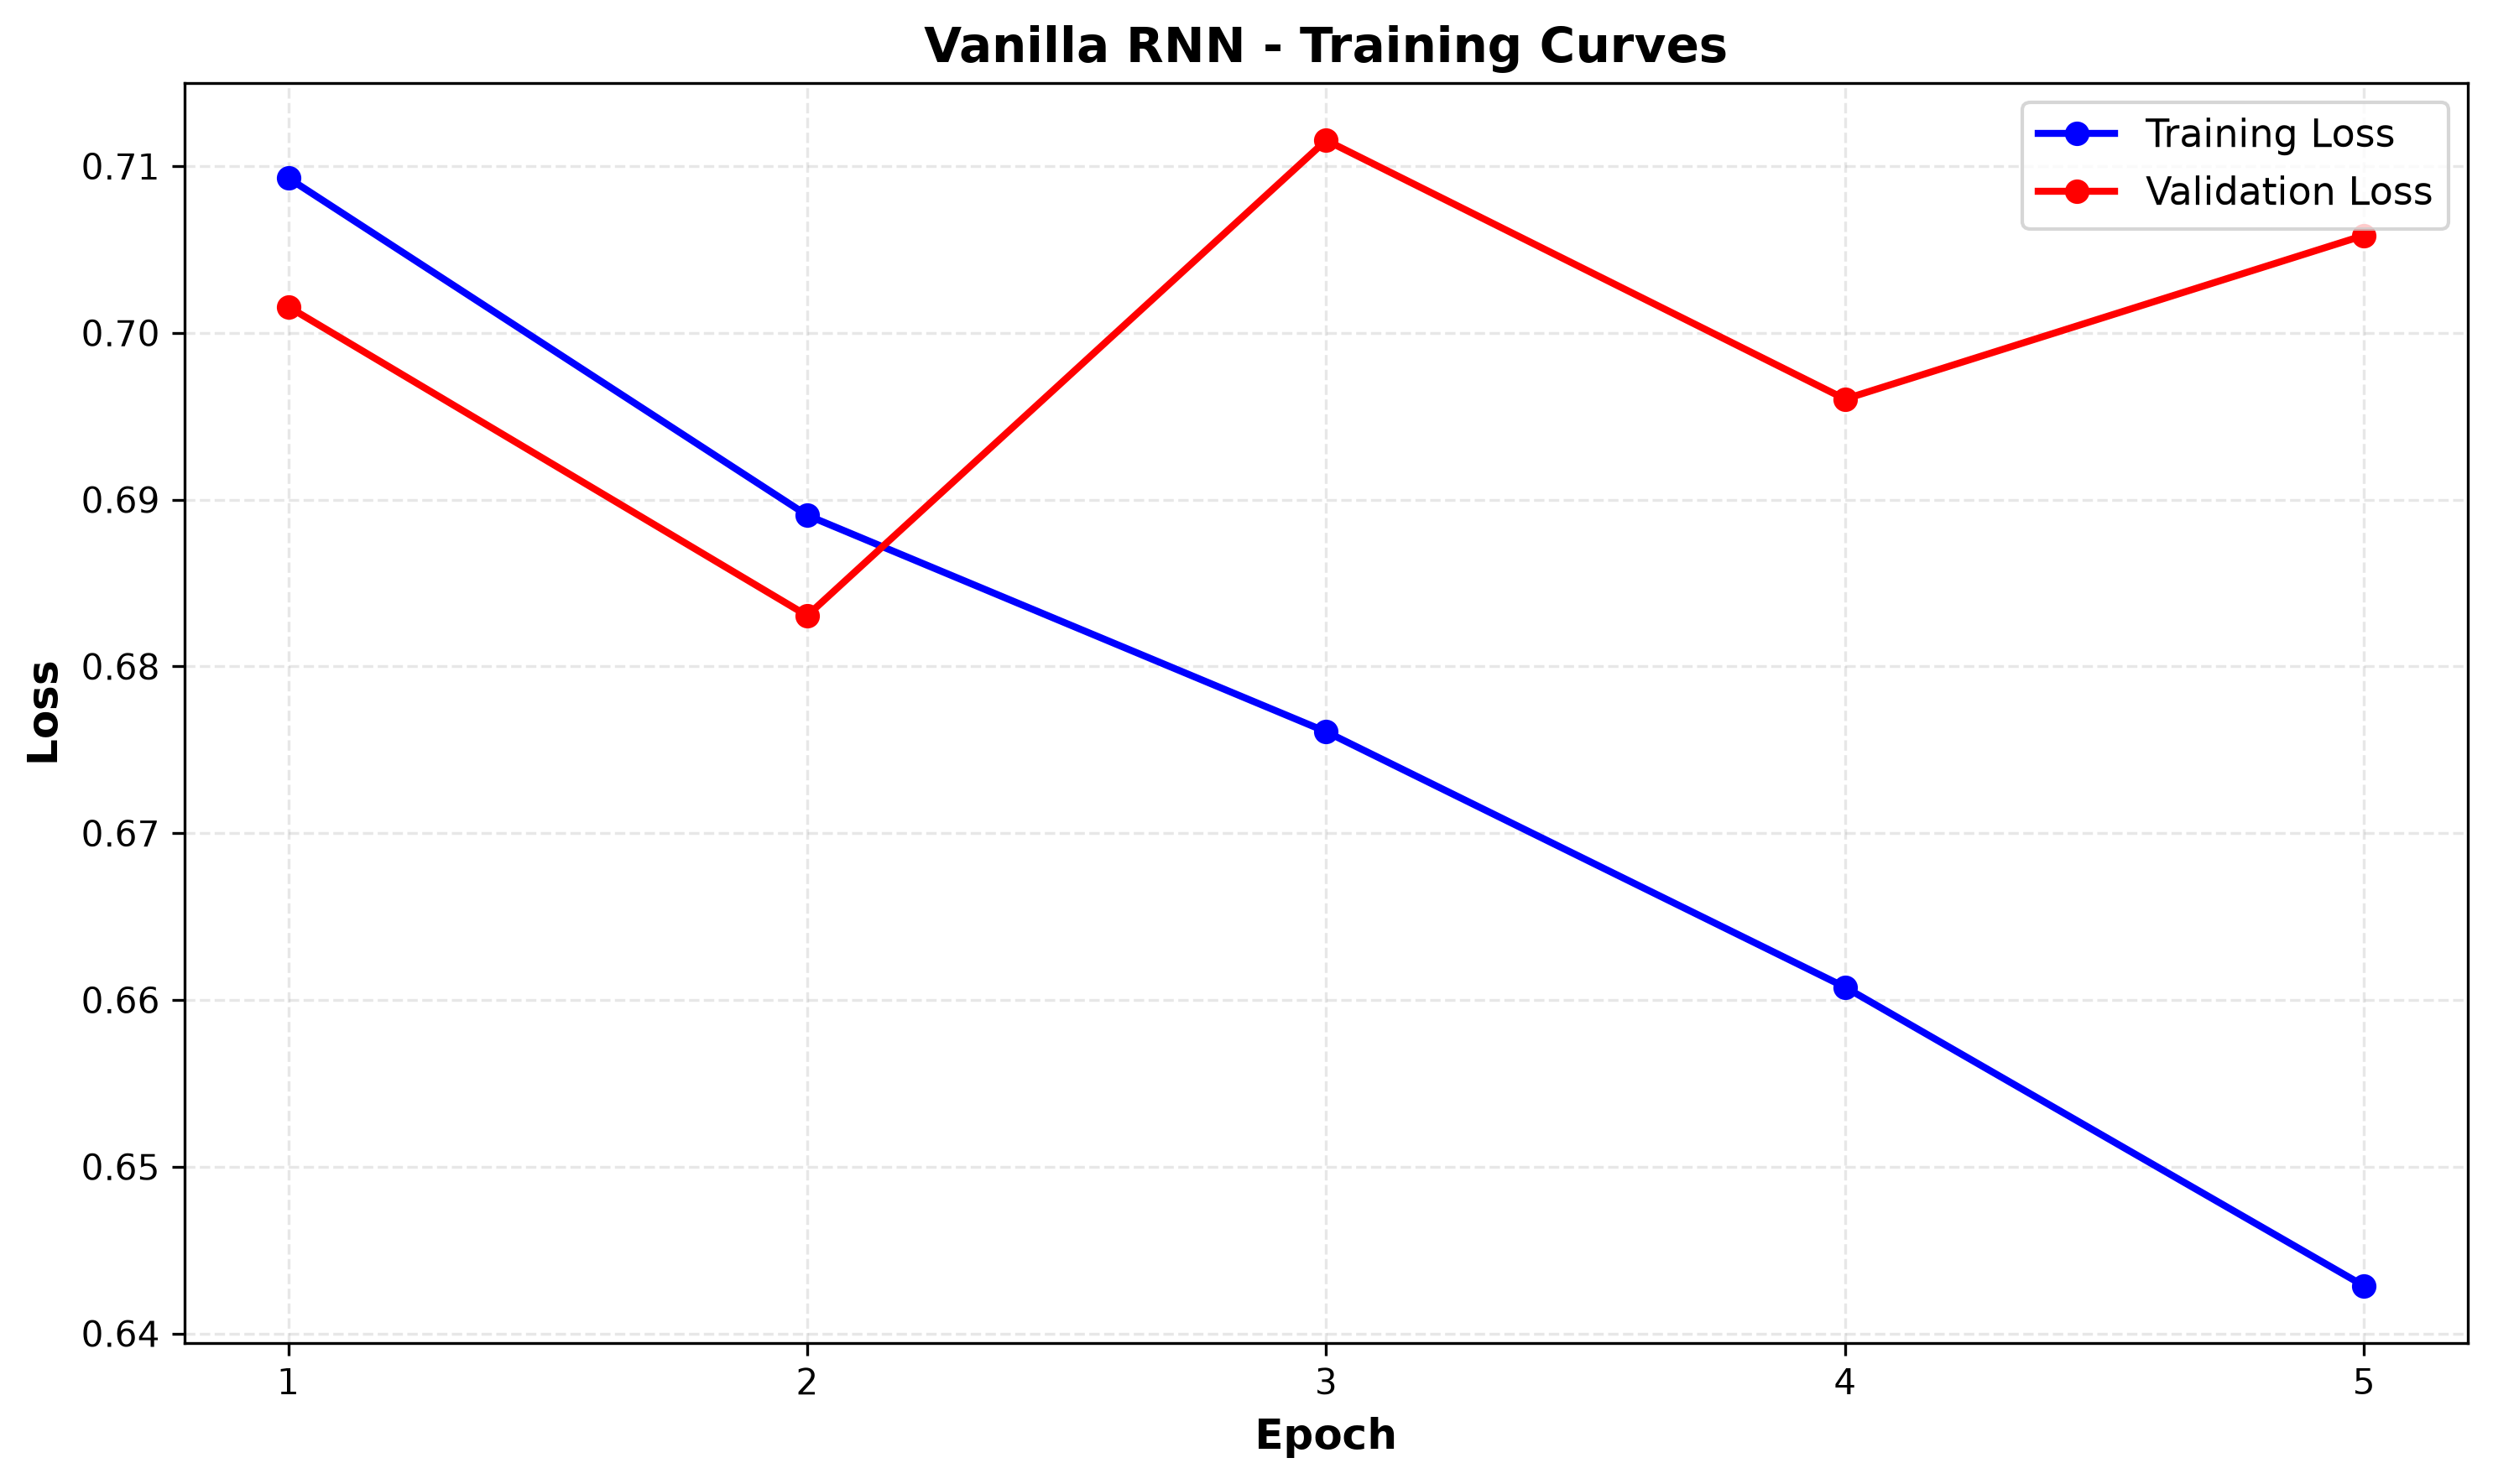 Vanilla RNN - Training Curves
Training Loss
Validation Loss
0.71
0.70
0.69
0.68
0.67
0.66
0.65
0.64
Loss
1 2 3 4 5
Epoch